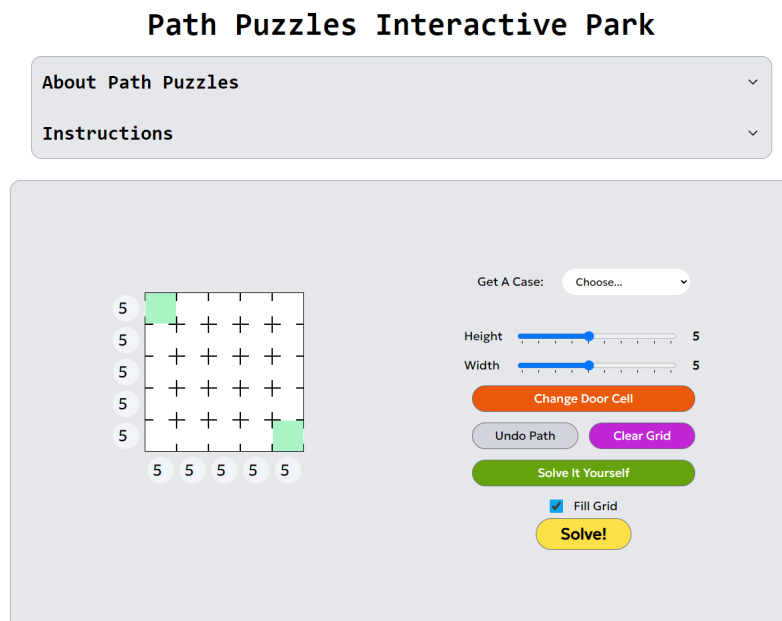 Path Puzzles Interactive Park
About Path Puzzles
Instructions
Get A Case: Choose...
5
5
5
5
5
5 5 5 5 5
Height 5
Width 5
Change Door Cell
Undo Path Clear Grid
Solve It Yourself
Fill Grid
Solve!